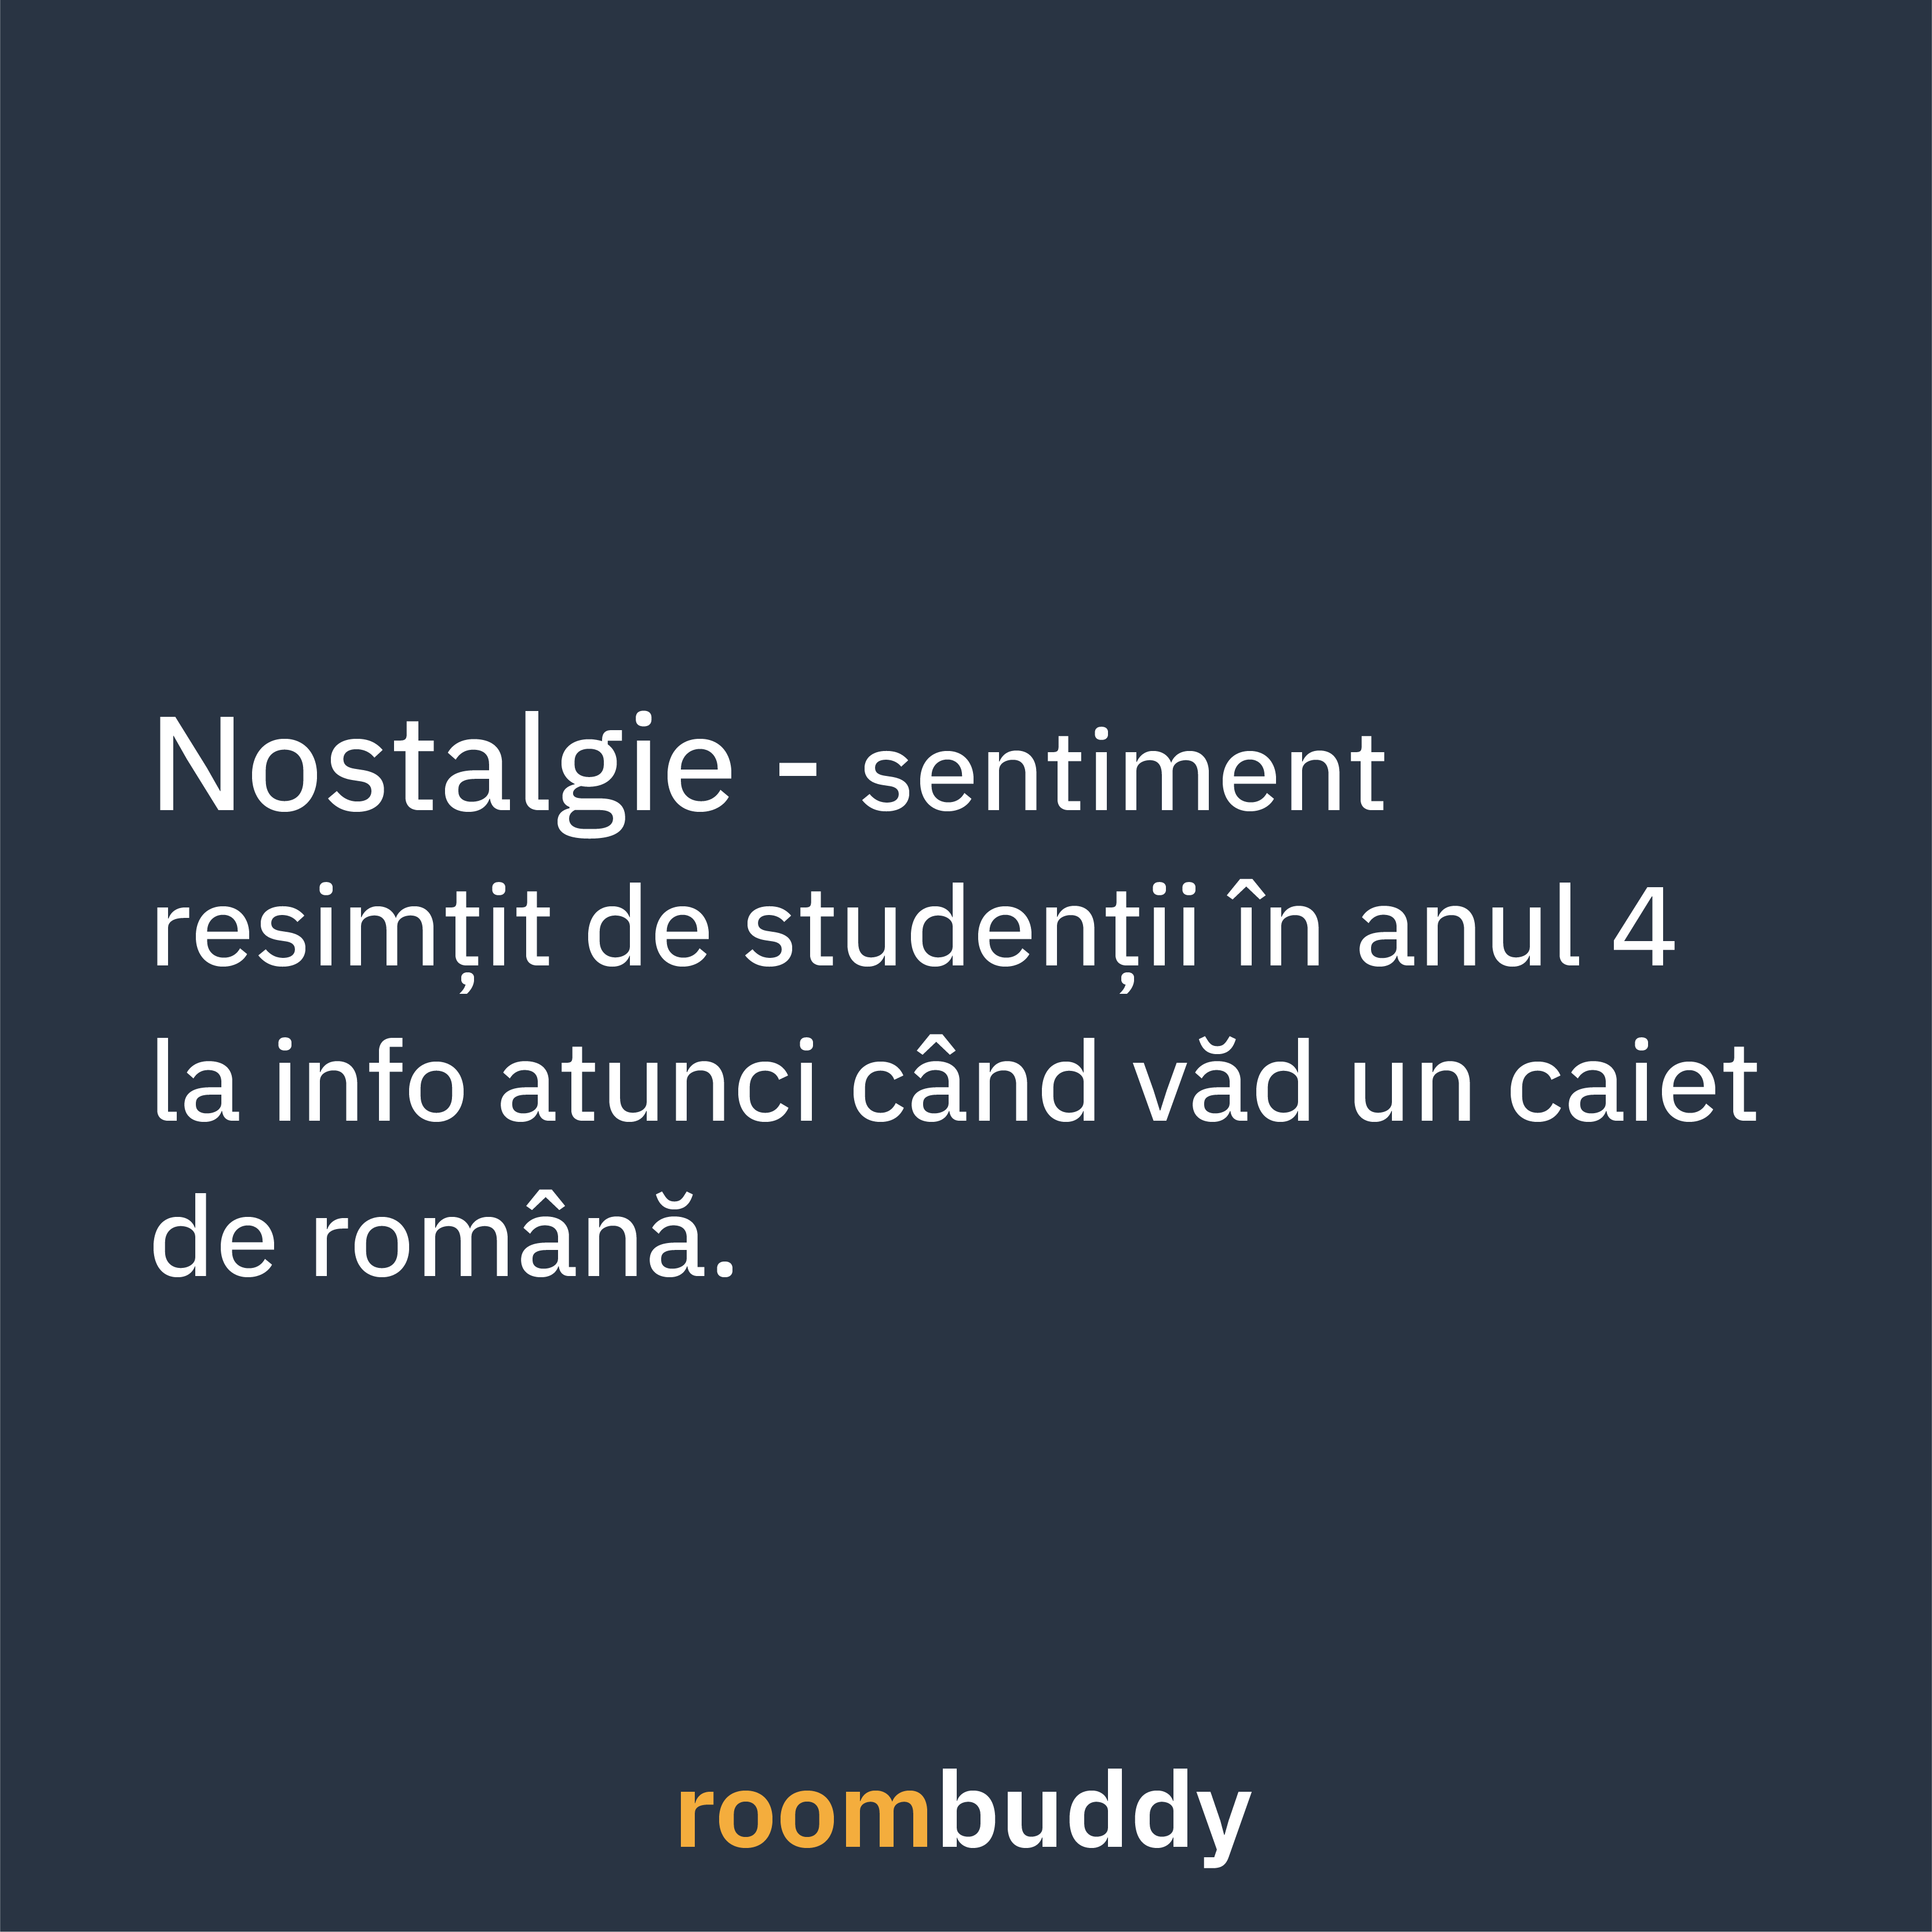 Nostalgie - sentiment
resimțit de studenții în anul 4
la info atunci când văd un caiet
de română.
roombuddy